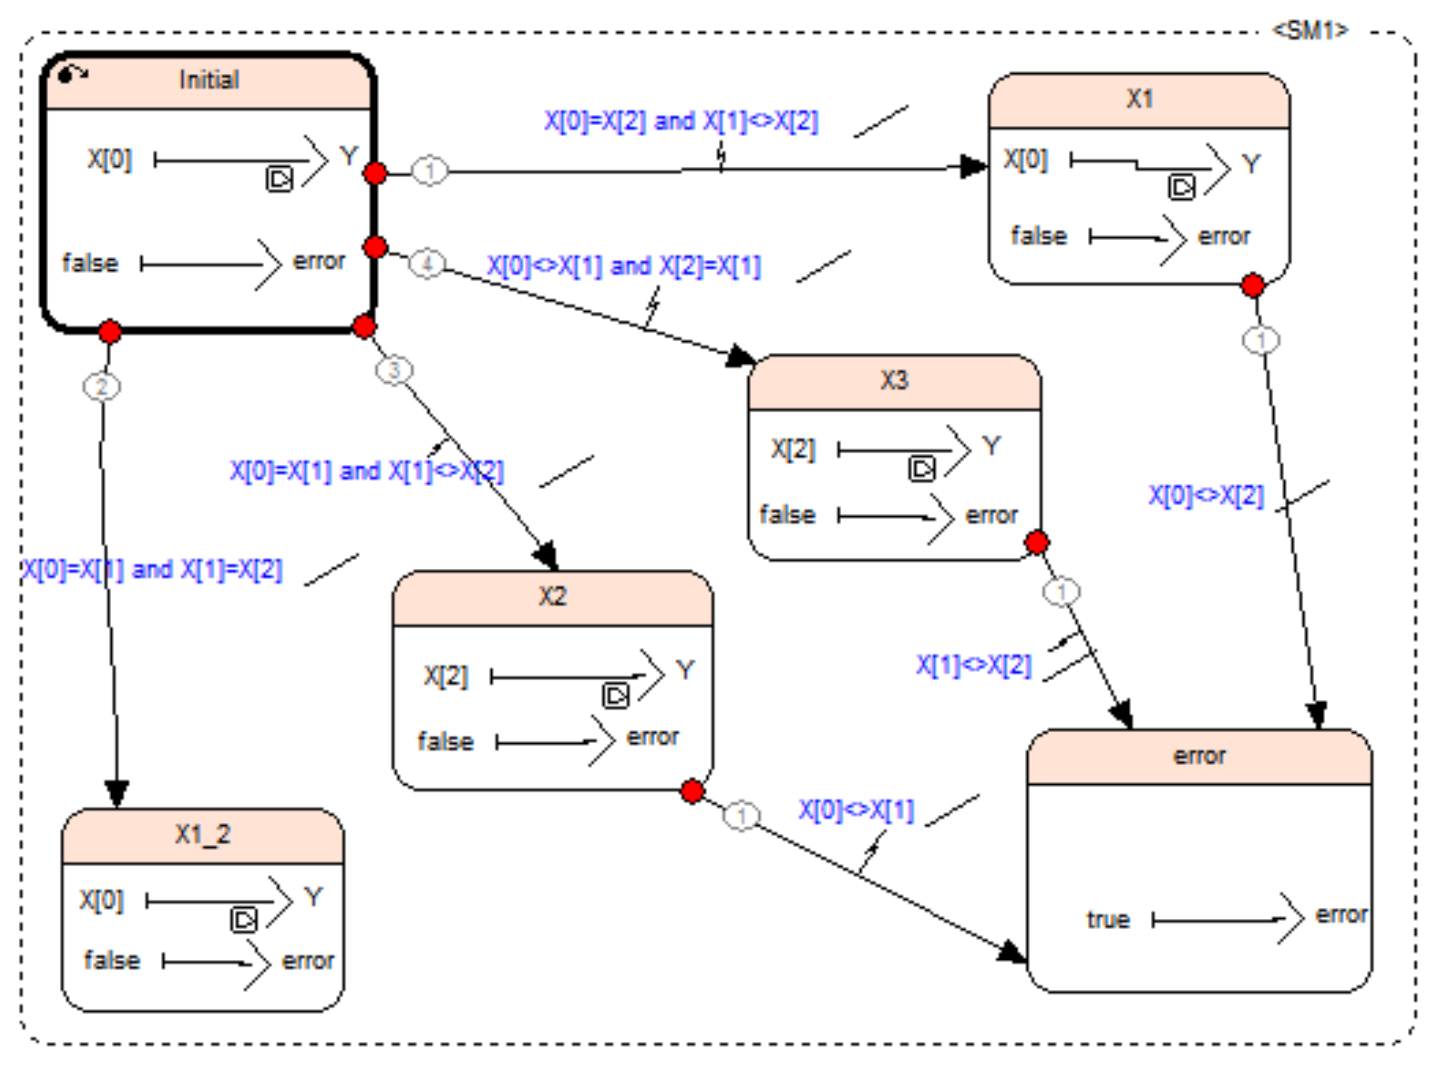 <SM1>
Initial
X[0] Y
false error
1
X[0]=X[2] and X[1]<>X[2]
X1
X[0] Y
false error
4
X[0]<>X[1] and X[2]=X[1]
2
3
1
X3
X[2] Y
false error
X[0]=X[1] and X[1]<>X[2]
X[0]<>X[2]
X[0]=X[1] and X[1]=X[2]
X2
X[2] Y
false error
1
X[1]<>X[2]
error
true error
1
X[0]<>X[1]
X1_2
X[0] Y
false error